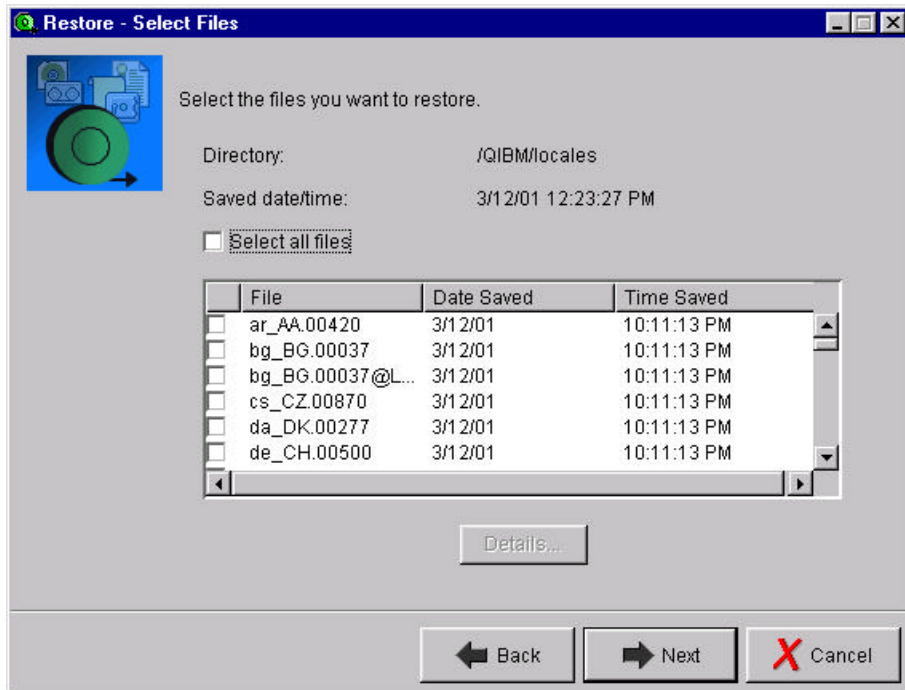 Restore - Select Files
Select the files you want to restore.
Directory: /QIBM/locales
Saved date/time: 3/12/01 12:23:27 PM
Select all files
File Date Saved Time Saved
ar_AA.00420 3/12/01 10:11:13 PM
bg_BG.00037 3/12/01 10:11:13 PM
bg_BG.00037@L... 3/12/01 10:11:13 PM
cs_CZ.00870 3/12/01 10:11:13 PM
da_DK.00277 3/12/01 10:11:13 PM
de_CH.00500 3/12/01 10:11:13 PM
Details...
Back Next Cancel